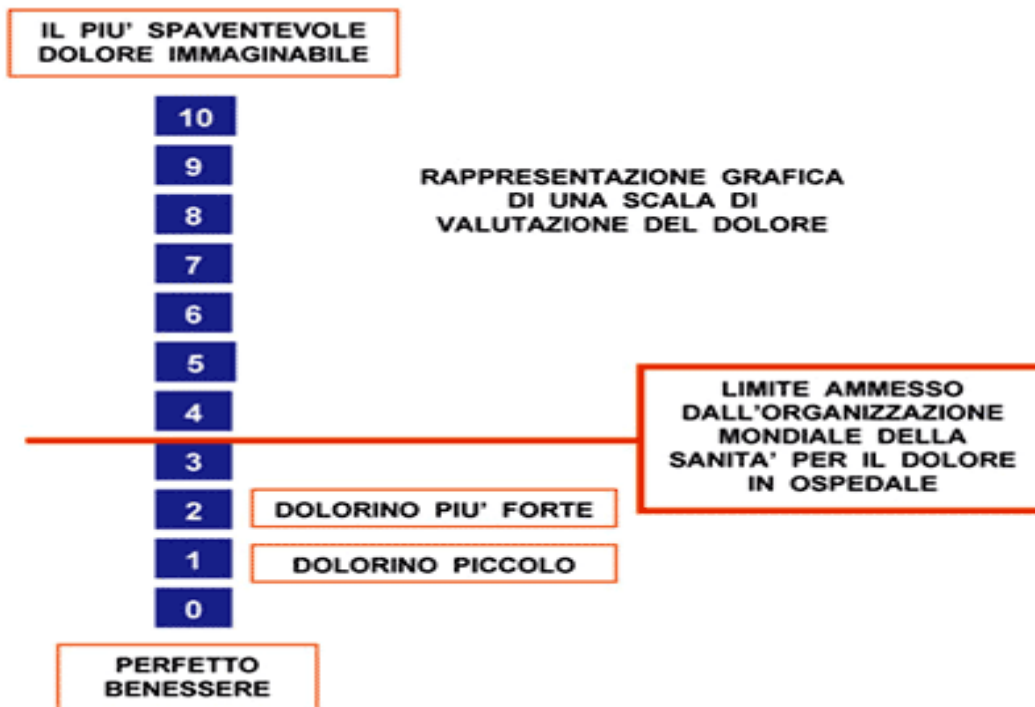 IL PIU' SPAVENTEVOLE
DOLORE IMMAGINABILE
10
9
8
7
6
5
4
3
2
1
0
RAPPRESENTAZIONE GRAFICA
DI UNA SCALA DI
VALUTAZIONE DEL DOLORE
LIMITE AMMESSO
DALL'ORGANIZZAZIONE
MONDIALE DELLA
SANITA' PER IL DOLORE
IN OSPEDALE
DOLORINO PIU' FORTE
DOLORINO PICCOLO
PERFETTO
BENESSERE